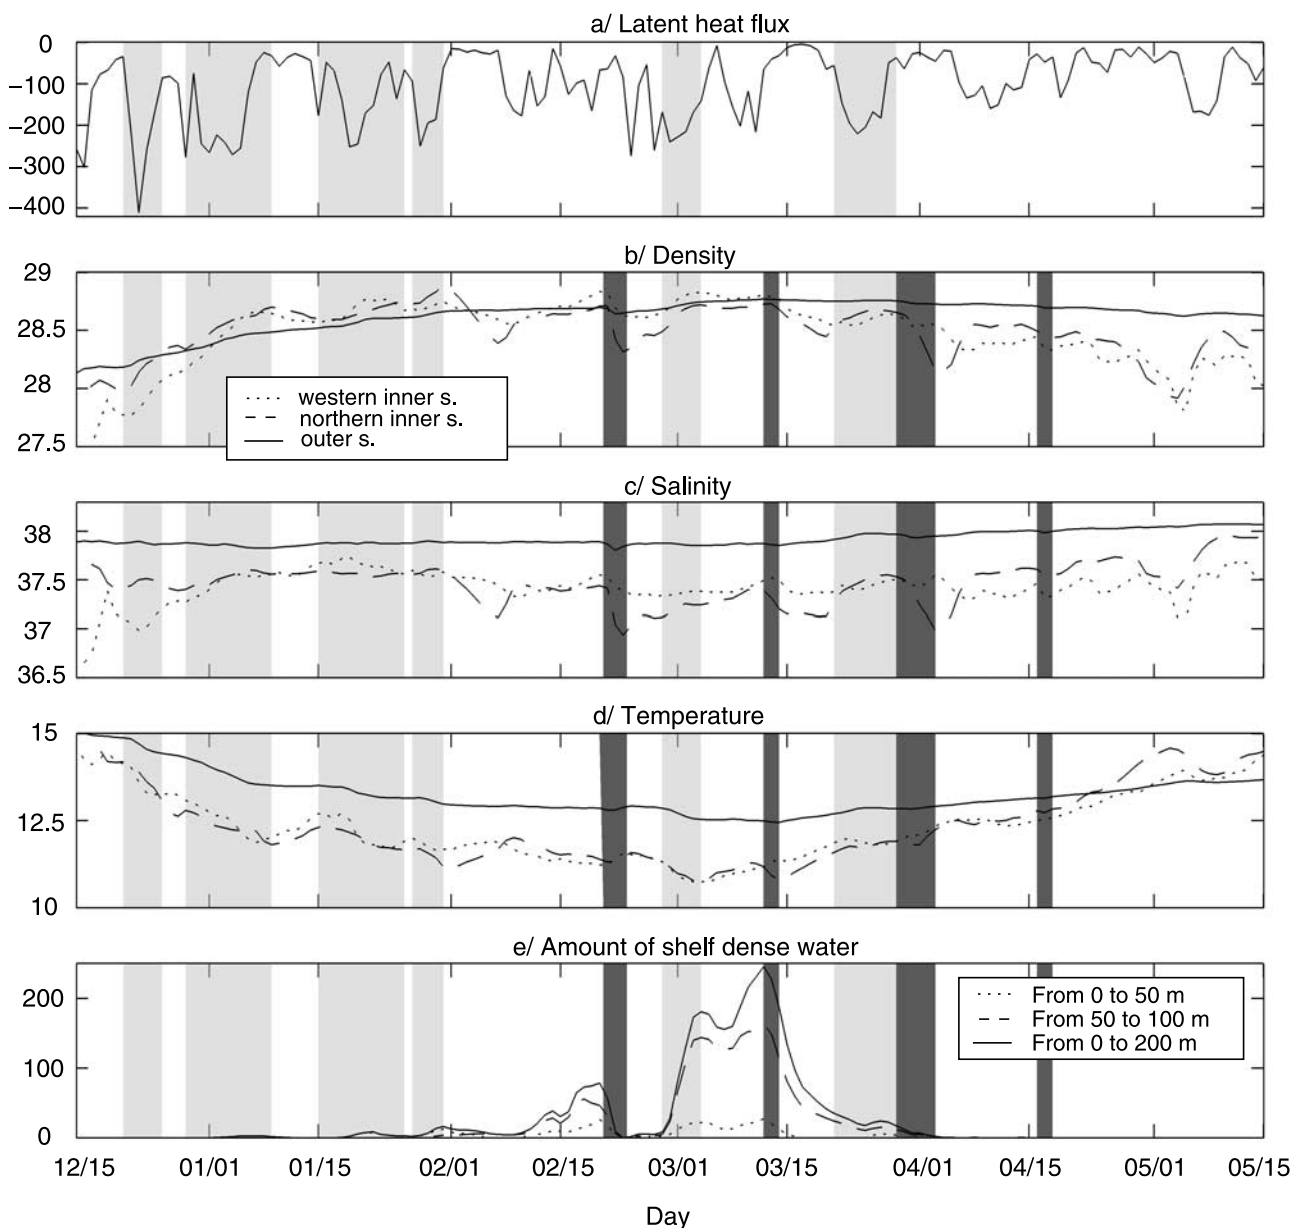 a/ Latent heat flux
0
−100
−200
−300
−400
b/ Density
29
28.5
28
27.5
western inner s.
northern inner s.
outer s.
c/ Salinity
38
37.5
37
36.5
d/ Temperature
15
12.5
10
e/ Amount of shelf dense water
200
100
0
From 0 to 50 m
From 50 to 100 m
From 0 to 200 m
12/15 01/01 01/15 02/01 02/15 03/01 03/15 04/01 04/15 05/01 05/15
Day